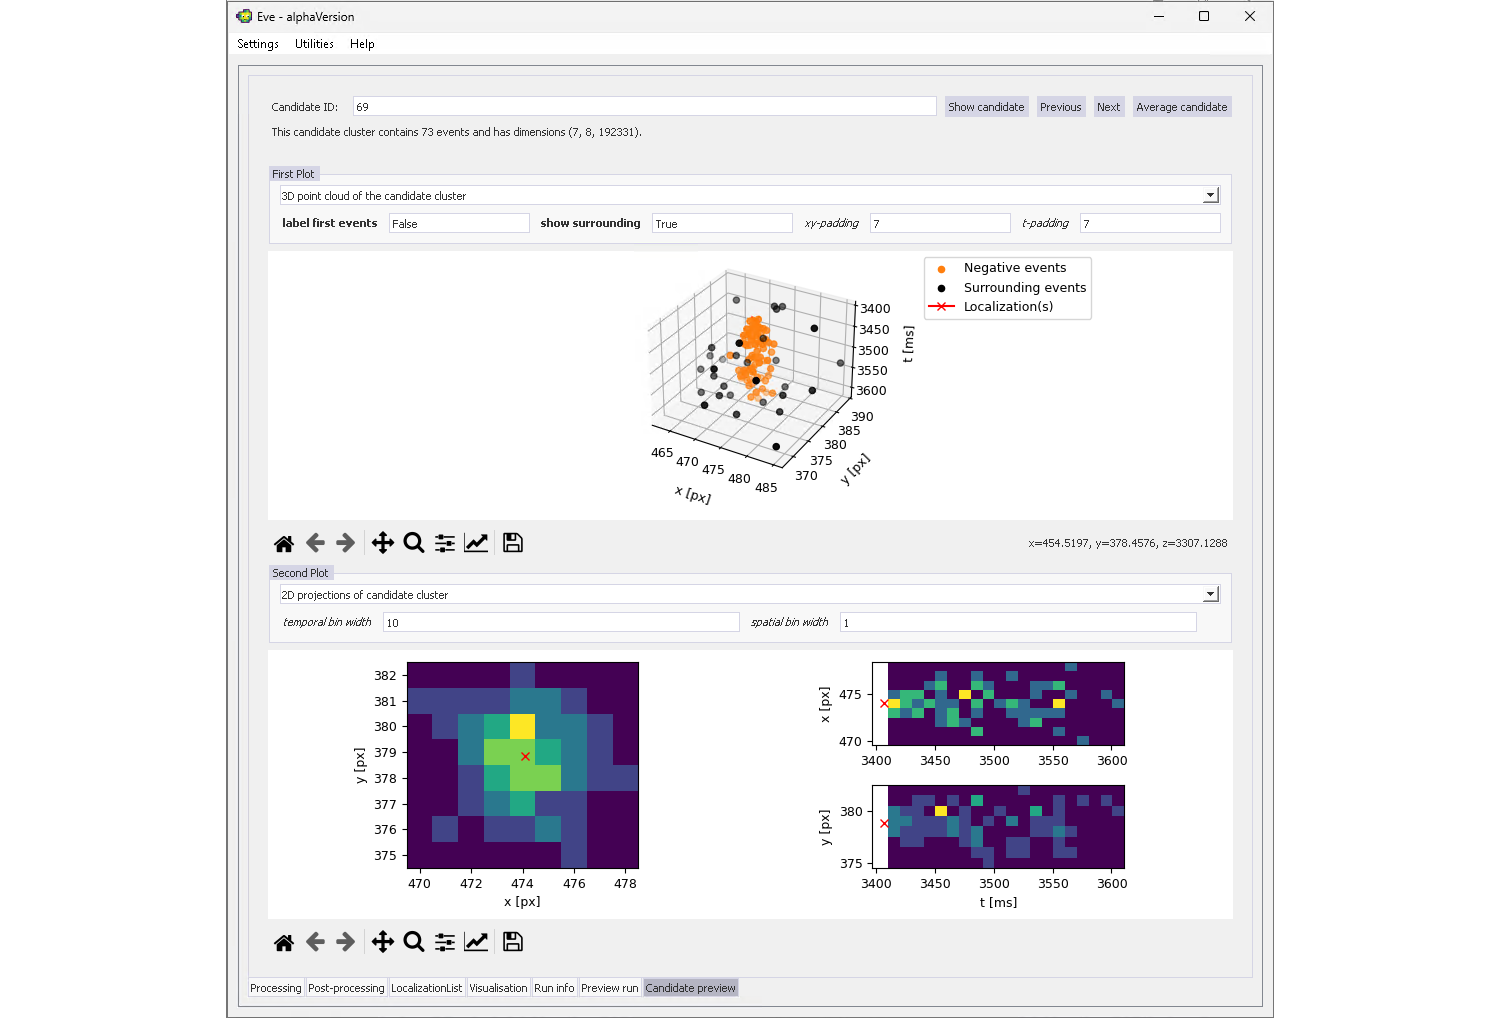 Eve - alphaVersion
Settings Utilities Help
Candidate ID: 69 Show candidate Previous Next Average candidate
This candidate cluster contains 73 events and has dimensions (7, 8, 192331).
First Plot
3D point cloud of the candidate cluster
label first events False show surrounding True xy-padding 7 t-padding 7
Negative events
Surrounding events
Localization(s)
3400
3450
3500
3550
3600
t [ms]
390
385
380
375
370
y [px]
465
470
475
480
485
x [px]
x=454.5197, y=378.4576, z=3307.1288
Second Plot
2D projections of candidate cluster
temporal bin width 10 spatial bin width 1
382
381
380
379
378
377
376
375
y [px]
470 472 474 476 478
x [px]
475
470
x [px]
3400 3450 3500 3550 3600
380
375
y [px]
3400 3450 3500 3550 3600
t [ms]
Processing Post-processing LocalizationList Visualisation Run info Preview run Candidate preview